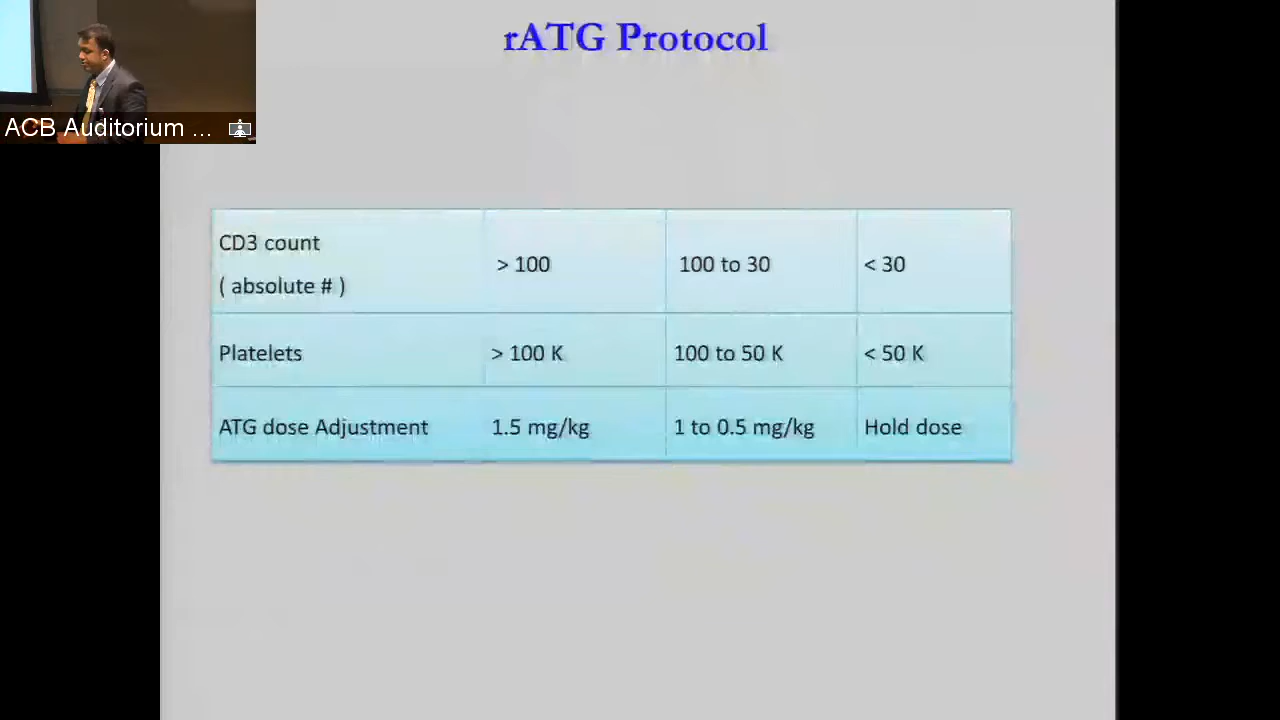 rATG Protocol
ACB Auditorium ...
CD3 count
( absolute # )
> 100
100 to 30
< 30
Platelets
> 100 K
100 to 50 K
< 50 K
ATG dose Adjustment
1.5 mg/kg
1 to 0.5 mg/kg
Hold dose